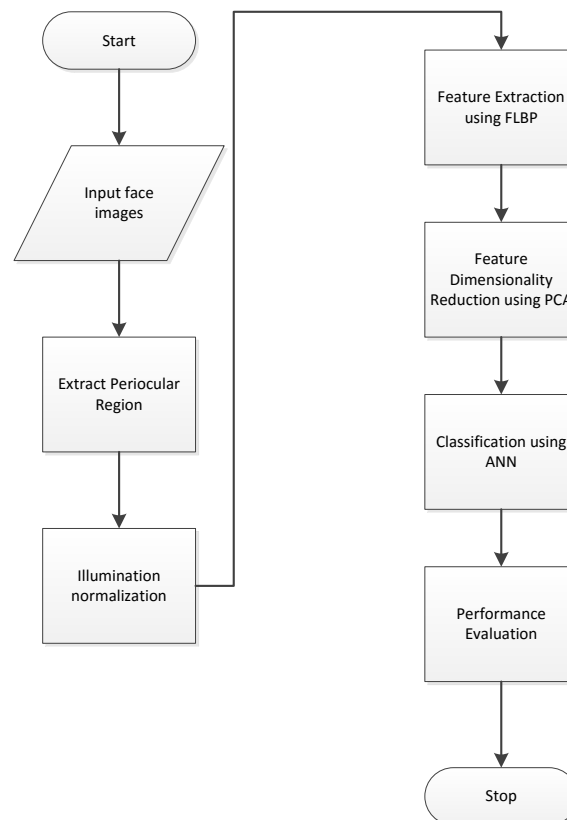 Start
Input face
images
Extract Periocular
Region
Illumination
normalization
Feature Extraction
using FLBP
Feature
Dimensionality
Reduction using PCA
Classification using
ANN
Performance
Evaluation
Stop